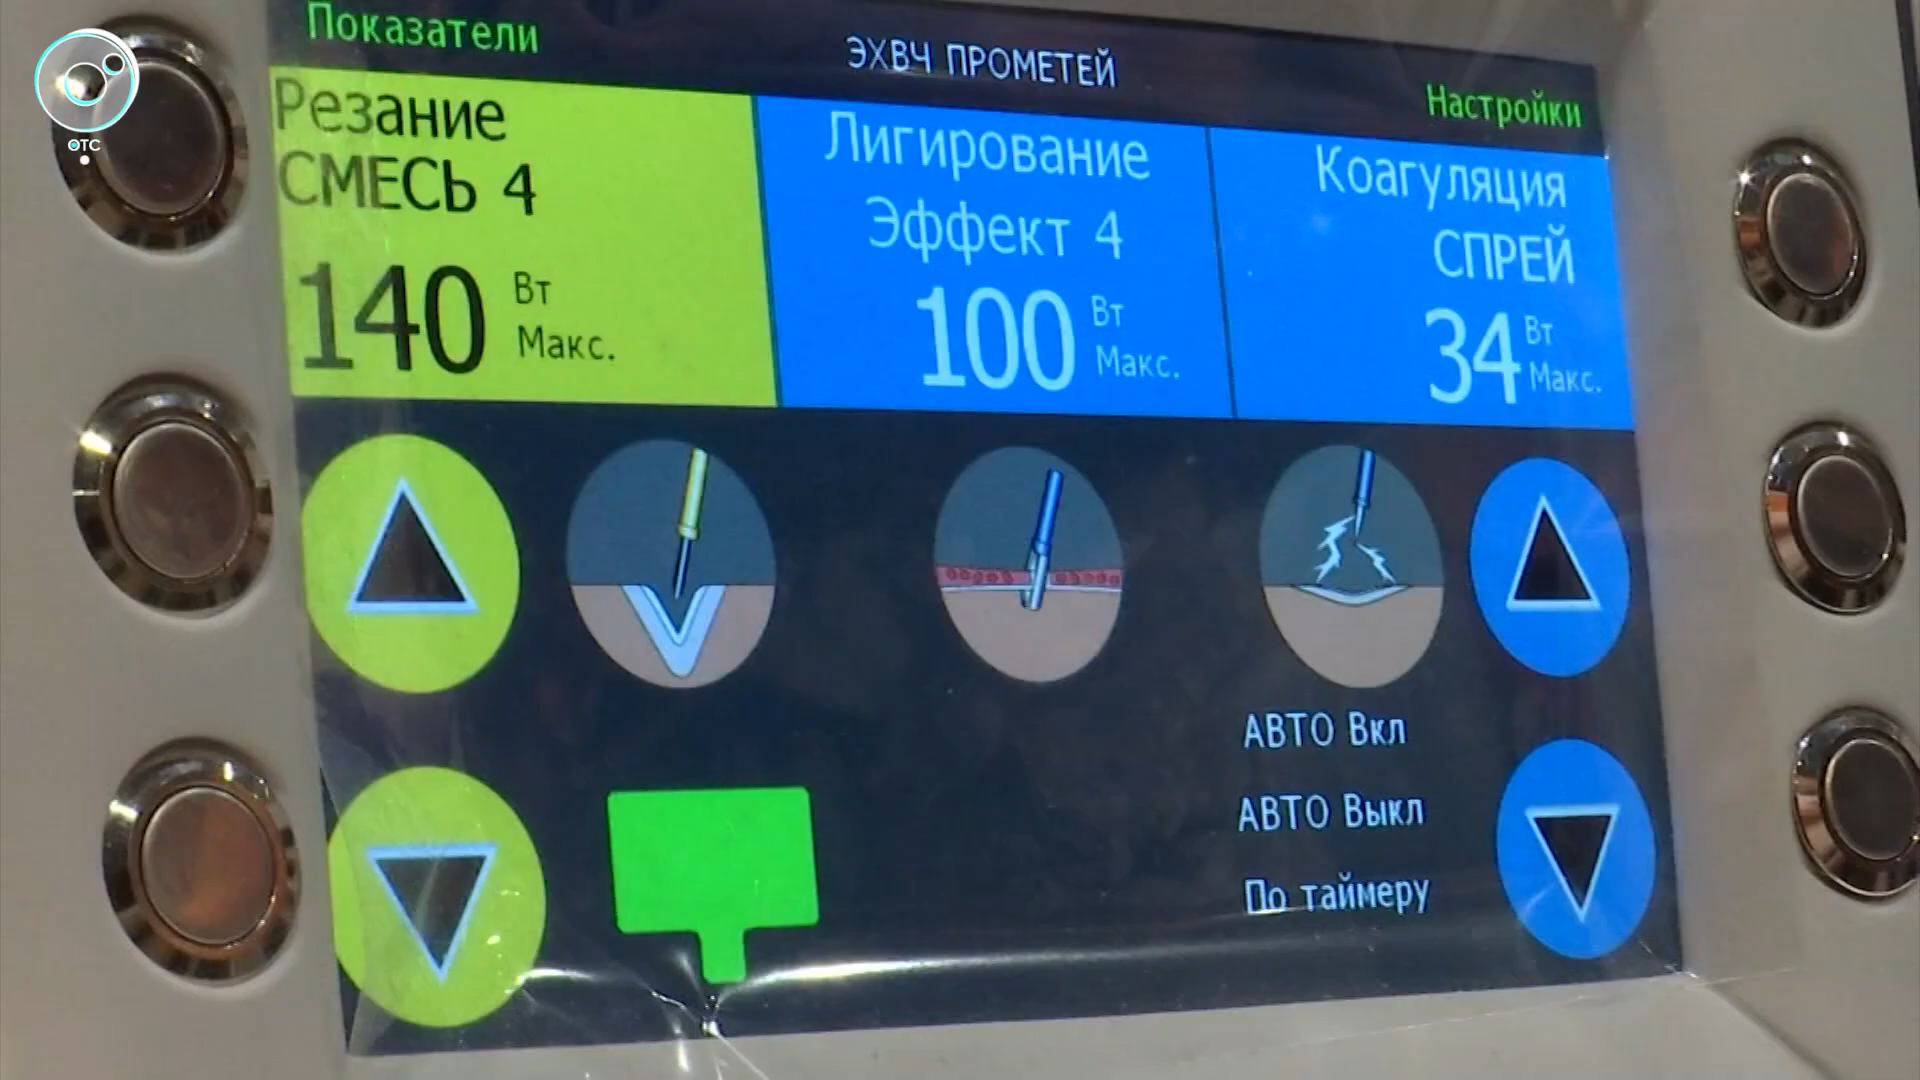 ОТС
Показатели
ЭХВЧ ПРОМЕТЕЙ
Настройки
Резание
СМЕСЬ 4
140 Вт
Макс.
Лигирование
Эффект 4
100 Вт
Макс.
Коагуляция
СПРЕЙ
34 Вт
Макс.
АВТО Вкл
АВТО Выкл
По таймеру